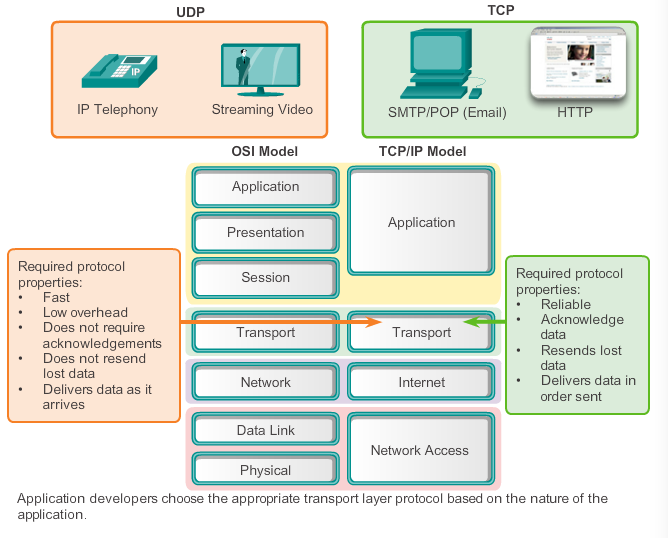 UDP
TCP
IP
IP Telephony
Streaming Video
SMTP/POP (Email)
HTTP
OSI Model
TCP/IP Model
Application
Presentation
Session
Application
Required protocol
properties:
• Fast
• Low overhead
• Does not require
acknowledgements
• Does not resend
lost data
• Delivers data as it
arrives
Transport
Transport
Network
Internet
Data Link
Physical
Network Access
Required protocol
properties:
• Reliable
• Acknowledge
data
• Resends lost
data
• Delivers data in
order sent
Application developers choose the appropriate transport layer protocol based on the nature of the
application.